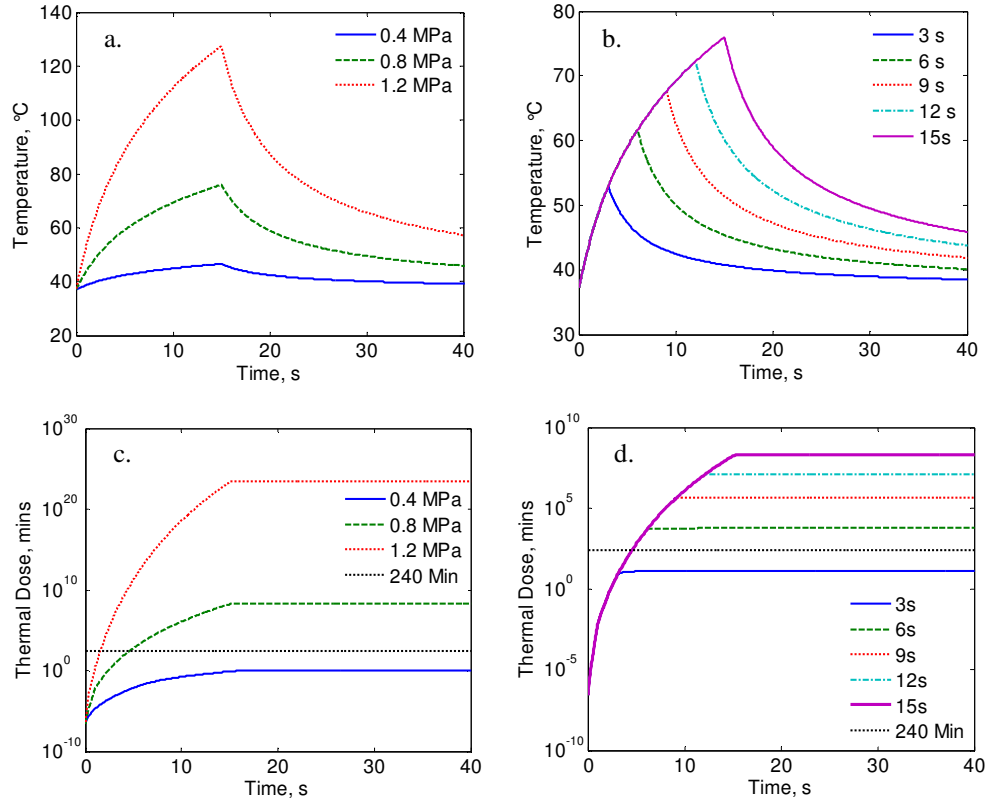 a.
0.4 MPa
0.8 MPa
1.2 MPa
140
120
100
80
60
40
20
0
10
20
30
40
Temperature, °C
Time, s
b.
3 s
6 s
9 s
12 s
15s
80
70
60
50
40
30
0
10
20
30
40
Temperature, °C
Time, s
c.
0.4 MPa
0.8 MPa
1.2 MPa
240 Min
10^30
10^20
10^10
10^0
10^-10
0
10
20
30
40
Thermal Dose, mins
Time, s
d.
3s
6s
9s
12s
15s
240 Min
10^10
10^5
10^0
10^-5
10^-10
0
10
20
30
40
Thermal Dose, mins
Time, s